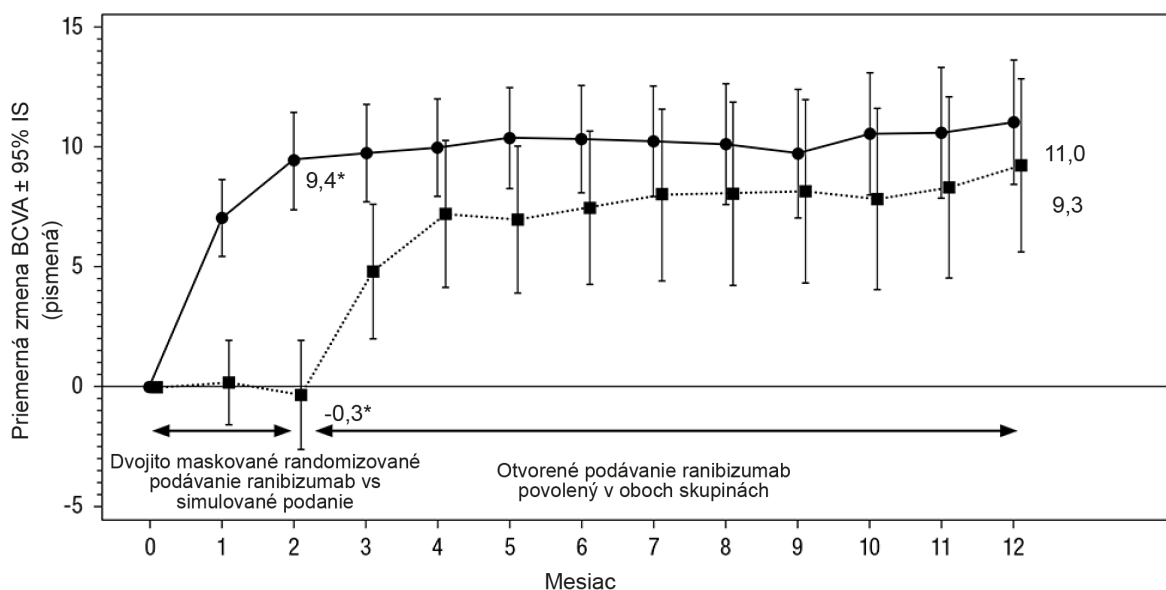 Priemerná zmena BCVA ± 95% IS
(pismená)
15
10
5
0
-5
9,4*
-0,3*
11,0
9,3
Dvojito maskované randomizované
podávanie ranibizumab vs
simulované podanie
Otvorené podávanie ranibizumab
povolený v oboch skupinách
0 1 2 3 4 5 6 7 8 9 10 11 12
Mesiac